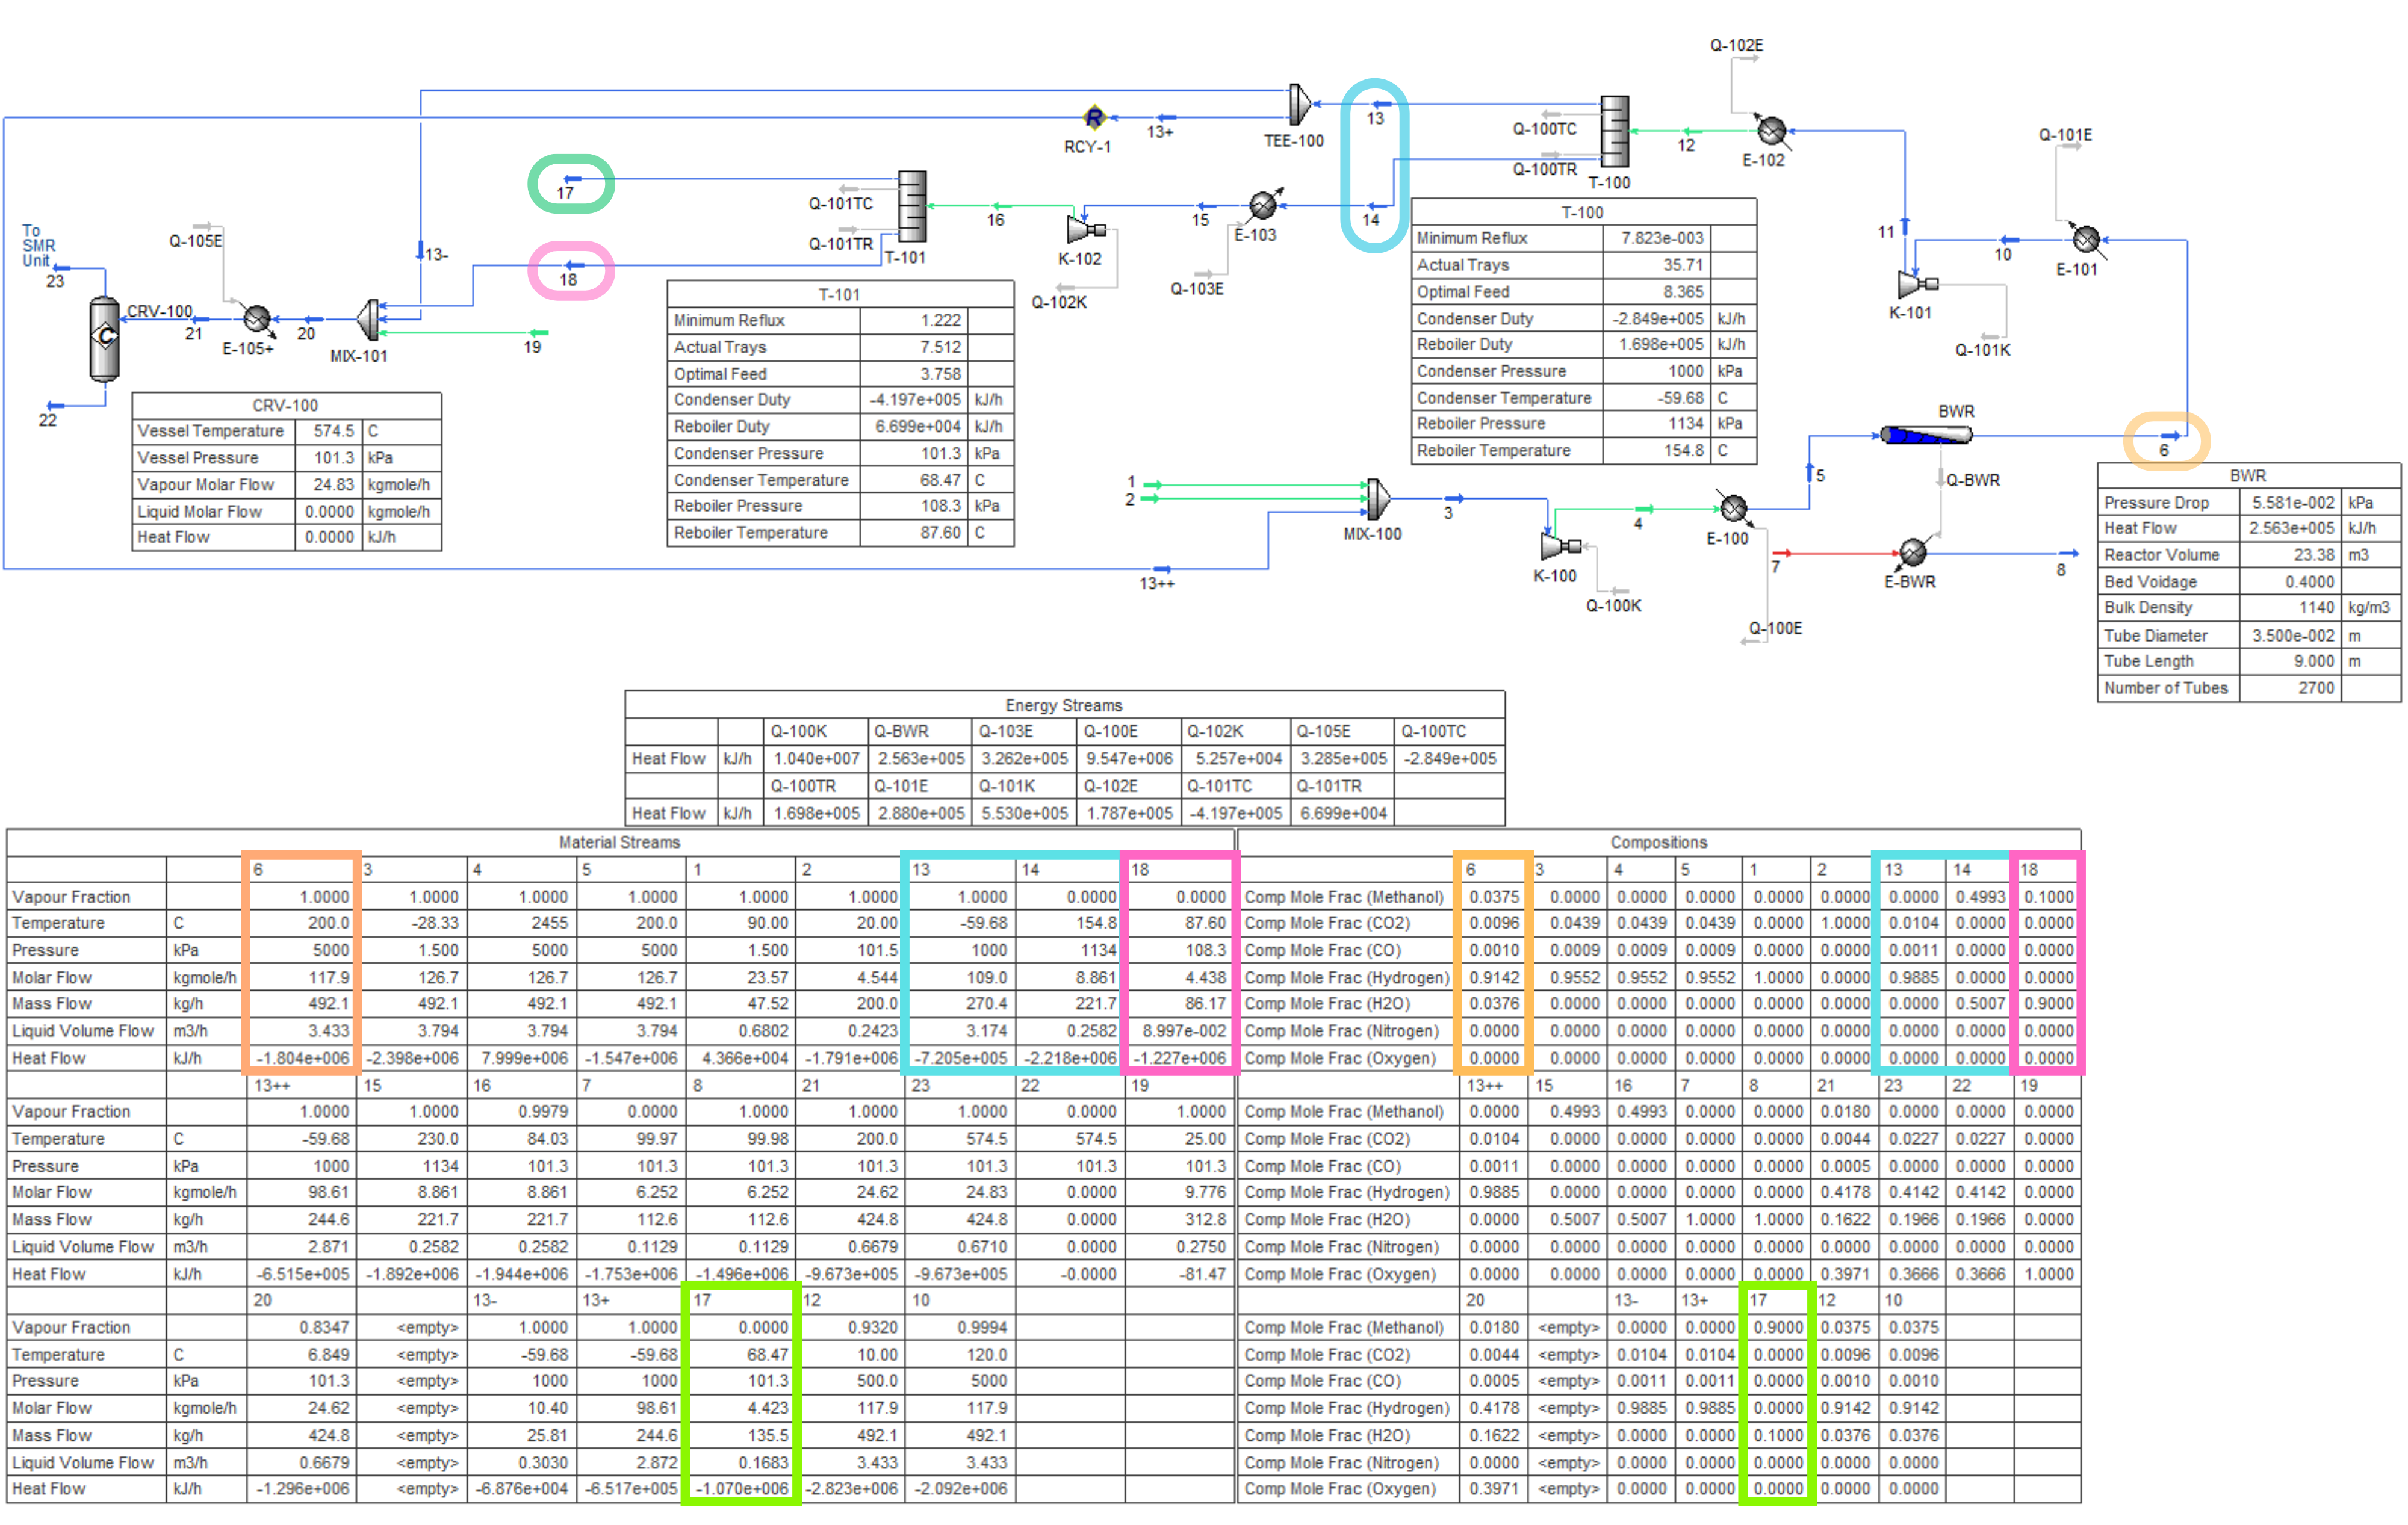 Q-102E
Q-101E
13
13+
RCY-1
TEE-100
Q-100TC
Q-100TR
T-100
12
E-102
17
Q-101TC
Q-101TR
T-101
16
15
14
E-103
K-102
Q-103E
Q-102K
11
10
E-101
K-101
Q-101K
To
SMR
Unit
23
Q-105E
13-
18
CRV-100
21
E-105+
20
MIX-101
19
22
C
R
T-100
Minimum Reflux 7.823e-003
Actual Trays 35.71
Optimal Feed 8.365
Condenser Duty -2.849e+005 kJ/h
Reboiler Duty 1.698e+005 kJ/h
Condenser Pressure 1000 kPa
Condenser Temperature -59.68 C
Reboiler Pressure 1134 kPa
Reboiler Temperature 154.8 C
T-101
Minimum Reflux 1.222
Actual Trays 7.512
Optimal Feed 3.758
Condenser Duty -4.197e+005 kJ/h
Reboiler Duty 6.699e+004 kJ/h
Condenser Pressure 101.3 kPa
Condenser Temperature 68.47 C
Reboiler Pressure 108.3 kPa
Reboiler Temperature 87.60 C
CRV-100
Vessel Temperature 574.5 C
Vessel Pressure 101.3 kPa
Vapour Molar Flow 24.83 kgmole/h
Liquid Molar Flow 0.0000 kgmole/h
Heat Flow 0.0000 kJ/h
1
2
MIX-100
3
4
5
K-100
Q-100K
E-100
Q-100E
7
BWR
Q-BWR
E-BWR
8
6
13++
BWR
Pressure Drop 5.581e-002 kPa
Heat Flow 2.563e+005 kJ/h
Reactor Volume 23.38 m3
Bed Voidage 0.4000
Bulk Density 1140 kg/m3
Tube Diameter 3.500e-002 m
Tube Length 9.000 m
Number of Tubes 2700
Energy Streams
Q-100K Q-BWR Q-103E Q-100E Q-102K Q-105E Q-100TC
Heat Flow kJ/h 1.040e+007 2.563e+005 3.262e+005 9.547e+006 5.257e+004 3.285e+005 -2.849e+005
Q-100TR Q-101E Q-101K Q-102E Q-101TC Q-101TR
Heat Flow kJ/h 1.698e+005 2.880e+005 5.530e+005 1.787e+005 -4.197e+005 6.699e+004
Material Streams
6 3 4 5 1 2 13 14 18
Vapour Fraction 1.0000 1.0000 1.0000 1.0000 1.0000 1.0000 1.0000 0.0000 0.0000
Temperature C 200.0 -28.33 2455 200.0 90.00 20.00 -59.68 154.8 87.60
Pressure kPa 5000 1.500 5000 5000 1.500 101.5 1000 1134 108.3
Molar Flow kgmole/h 117.9 126.7 126.7 126.7 23.57 4.544 109.0 8.861 4.438
Mass Flow kg/h 492.1 492.1 492.1 492.1 47.52 200.0 270.4 221.7 86.17
Liquid Volume Flow m3/h 3.433 3.794 3.794 3.794 0.6802 0.2423 3.174 0.2582 8.997e-002
Heat Flow kJ/h -1.804e+006 -2.398e+006 7.999e+006 -1.547e+006 4.366e+004 -1.791e+006 -7.205e+005 -2.218e+006 -1.227e+006
13++ 15 16 7 8 21 23 22 19
Vapour Fraction 1.0000 1.0000 0.9979 0.0000 1.0000 1.0000 1.0000 0.0000 1.0000
Temperature C -59.68 230.0 84.03 99.97 99.98 200.0 574.5 574.5 25.00
Pressure kPa 1000 1134 101.3 101.3 101.3 101.3 101.3 101.3 101.3
Molar Flow kgmole/h 98.61 8.861 8.861 6.252 6.252 24.62 24.83 0.0000 9.776
Mass Flow kg/h 244.6 221.7 221.7 112.6 112.6 424.8 424.8 0.0000 312.8
Liquid Volume Flow m3/h 2.871 0.2582 0.2582 0.1129 0.1129 0.6679 0.6710 0.0000 0.2750
Heat Flow kJ/h -6.515e+005 -1.892e+006 -1.944e+006 -1.753e+006 -1.496e+006 -9.673e+005 -9.673e+005 -0.0000 -81.47
20 13- 13+ 17 12 10
Vapour Fraction 0.8347 <empty> 1.0000 1.0000 0.0000 0.9320 0.9994
Temperature C 6.849 <empty> -59.68 -59.68 68.47 10.00 120.0
Pressure kPa 101.3 <empty> 1000 1000 101.3 500.0 5000
Molar Flow kgmole/h 24.62 <empty> 10.40 98.61 4.423 117.9 117.9
Mass Flow kg/h 424.8 <empty> 25.81 244.6 135.5 492.1 492.1
Liquid Volume Flow m3/h 0.6679 <empty> 0.3030 2.872 0.1683 3.433 3.433
Heat Flow kJ/h -1.296e+006 <empty> -6.876e+004 -6.517e+005 -1.070e+006 -2.823e+006 -2.092e+006
Compositions
6 3 4 5 1 2 13 14 18
Comp Mole Frac (Methanol) 0.0375 0.0000 0.0000 0.0000 0.0000 0.0000 0.0000 0.4993 0.1000
Comp Mole Frac (CO2) 0.0096 0.0439 0.0439 0.0439 0.0000 1.0000 0.0104 0.0000 0.0000
Comp Mole Frac (CO) 0.0010 0.0009 0.0009 0.0009 0.0000 0.0000 0.0011 0.0000 0.0000
Comp Mole Frac (Hydrogen) 0.9142 0.9552 0.9552 0.9552 1.0000 0.0000 0.9885 0.0000 0.0000
Comp Mole Frac (H2O) 0.0376 0.0000 0.0000 0.0000 0.0000 0.0000 0.0000 0.5007 0.9000
Comp Mole Frac (Nitrogen) 0.0000 0.0000 0.0000 0.0000 0.0000 0.0000 0.0000 0.0000 0.0000
Comp Mole Frac (Oxygen) 0.0000 0.0000 0.0000 0.0000 0.0000 0.0000 0.0000 0.0000 0.0000
13++ 15 16 7 8 21 23 22 19
Comp Mole Frac (Methanol) 0.0000 0.4993 0.4993 0.0000 0.0000 0.0180 0.0000 0.0000 0.0000
Comp Mole Frac (CO2) 0.0104 0.0000 0.0000 0.0000 0.0000 0.0044 0.0227 0.0227 0.0000
Comp Mole Frac (CO) 0.0011 0.0000 0.0000 0.0000 0.0000 0.0005 0.0000 0.0000 0.0000
Comp Mole Frac (Hydrogen) 0.9885 0.0000 0.0000 0.0000 0.0000 0.4178 0.4142 0.4142 0.0000
Comp Mole Frac (H2O) 0.0000 0.5007 0.5007 1.0000 1.0000 0.1622 0.1966 0.1966 0.0000
Comp Mole Frac (Nitrogen) 0.0000 0.0000 0.0000 0.0000 0.0000 0.0000 0.0000 0.0000 0.0000
Comp Mole Frac (Oxygen) 0.0000 0.0000 0.0000 0.0000 0.0000 0.3971 0.3666 0.3666 1.0000
20 13- 13+ 17 12 10
Comp Mole Frac (Methanol) 0.0180 <empty> 0.0000 0.0000 0.9000 0.0375 0.0375
Comp Mole Frac (CO2) 0.0044 <empty> 0.0104 0.0104 0.0000 0.0096 0.0096
Comp Mole Frac (CO) 0.0005 <empty> 0.0011 0.0011 0.0000 0.0010 0.0010
Comp Mole Frac (Hydrogen) 0.4178 <empty> 0.9885 0.9885 0.0000 0.9142 0.9142
Comp Mole Frac (H2O) 0.1622 <empty> 0.0000 0.0000 0.1000 0.0376 0.0376
Comp Mole Frac (Nitrogen) 0.0000 <empty> 0.0000 0.0000 0.0000 0.0000 0.0000
Comp Mole Frac (Oxygen) 0.3971 <empty> 0.0000 0.0000 0.0000 0.0000 0.0000